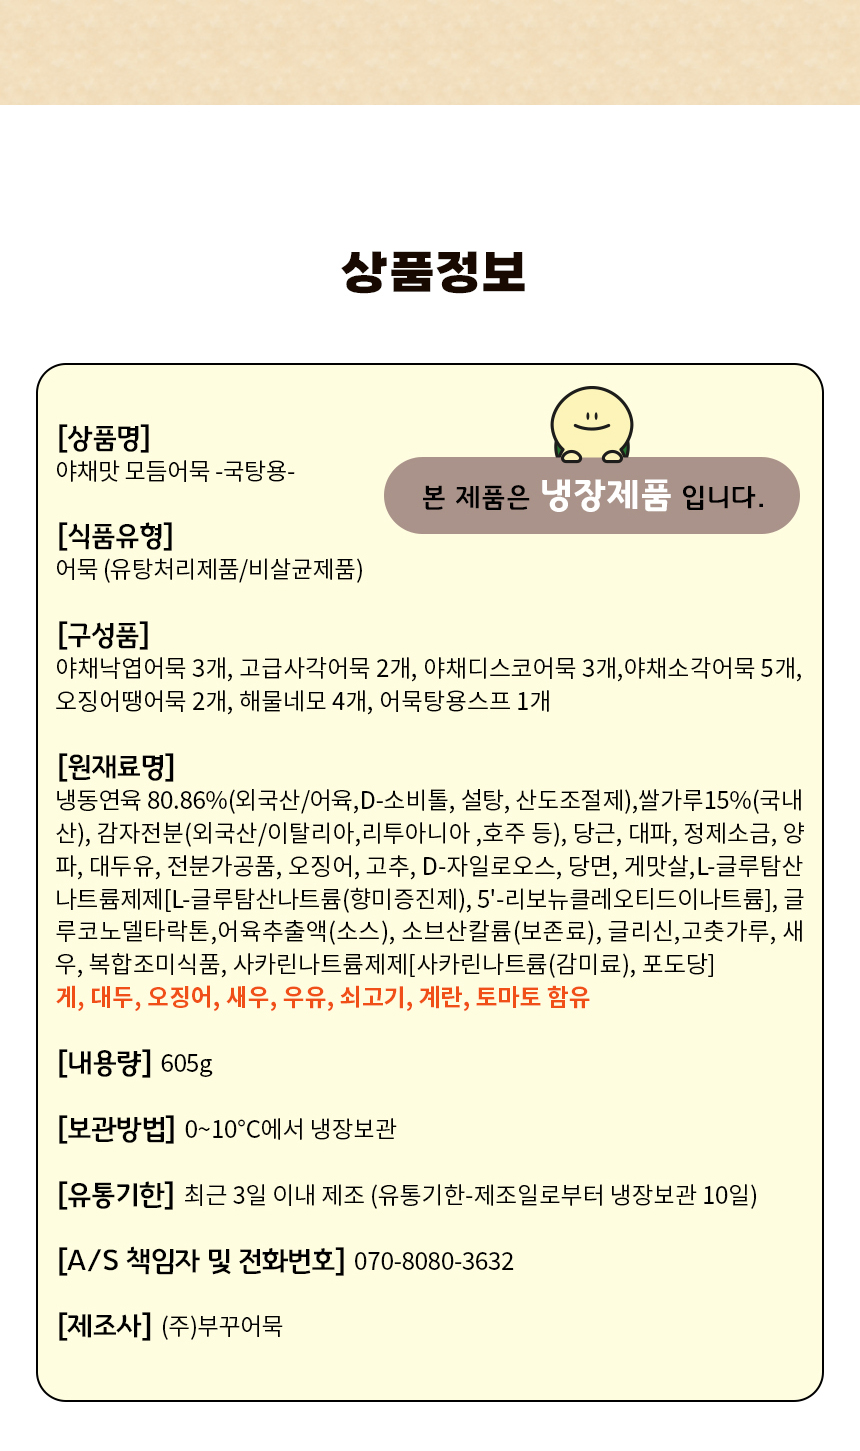 상품정보
[상품명]
야채맛 모듬어묵 -국탕용-
본 제품은 냉장제품 입니다.
[식품유형]
어묵 (유탕처리제품/비살균제품)
[구성품]
야채낙엽어묵 3개, 고급사각어묵 2개, 야채디스코어묵 3개,야채소각어묵 5개,
오징어땡어묵 2개, 해물네모 4개, 어묵탕용스프 1개
[원재료명]
냉동연육 80.86%(외국산/어육,D-소비톨, 설탕, 산도조절제),쌀가루15%(국내
산), 감자전분(외국산/이탈리아,리투아니아 ,호주 등), 당근, 대파, 정제소금, 양
파, 대두유, 전분가공품, 오징어, 고추, D-자일로오스, 당면, 게맛살,L-글루탐산
나트륨제제[L-글루탐산나트륨(향미증진제), 5'-리보뉴클레오티드이나트륨], 글
루코노델타락톤,어육추출액(소스), 소브산칼륨(보존료), 글리신,고춧가루, 새
우, 복합조미식품, 사카린나트륨제제[사카린나트륨(감미료), 포도당]
게, 대두, 오징어, 새우, 우유, 쇠고기, 계란, 토마토 함유
[내용량] 605g
[보관방법] 0~10°C에서 냉장보관
[유통기한] 최근 3일 이내 제조 (유통기한-제조일로부터 냉장보관 10일)
[A/S 책임자 및 전화번호] 070-8080-3632
[제조사] (주)부꾸어묵